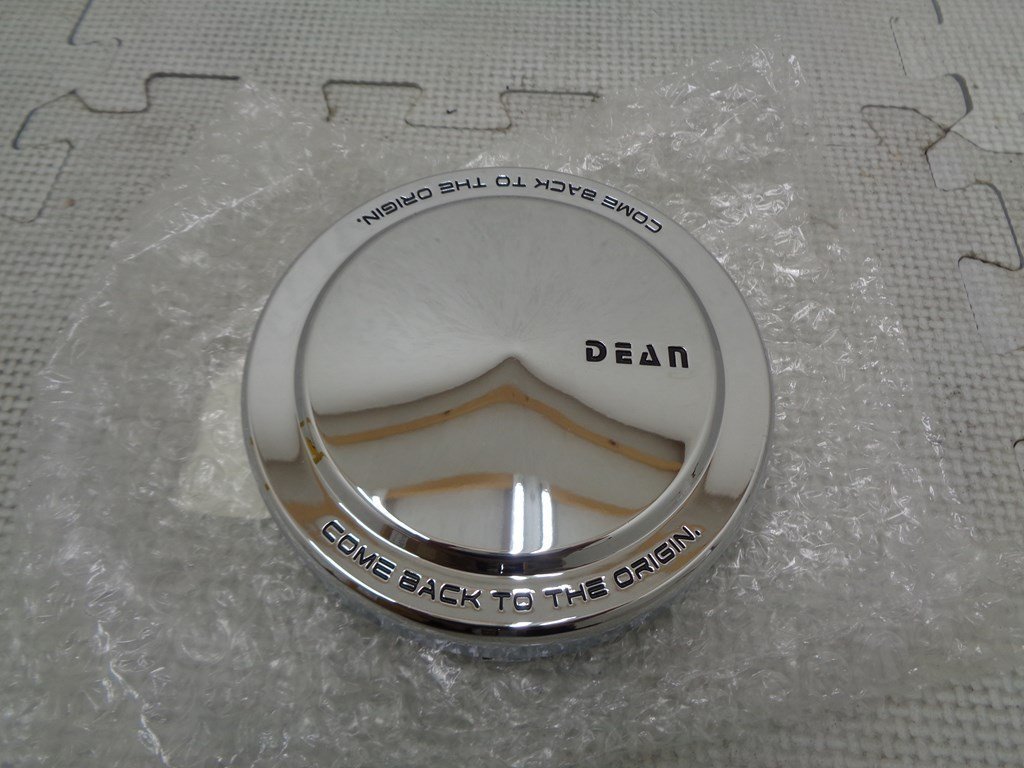 COME BACK TO THE ORIGIN.
DEAN
COME BACK TO THE ORIGIN.